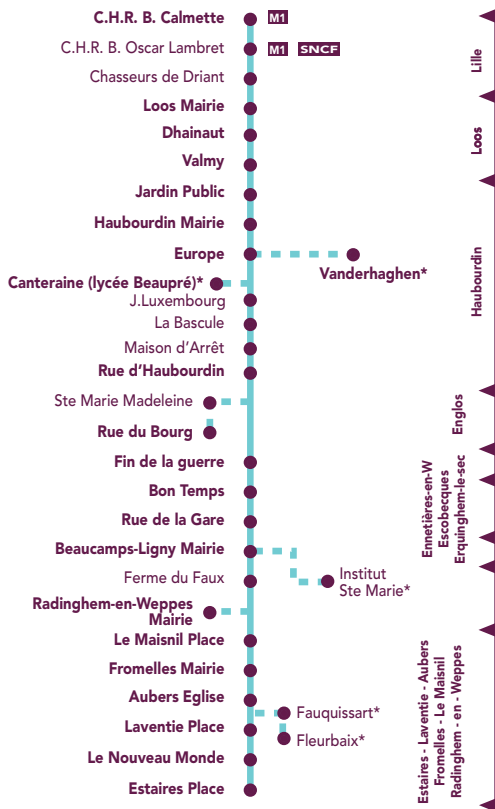 C.H.R. B. Calmette M1
C.H.R. B. Oscar Lambret M1 SNCF
Chasseurs de Driant
Loos Mairie
Dhainaut
Valmy
Jardin Public
Haubourdin Mairie
Europe
Vanderhaghen*
Canteraine (lycée Beaupré)*
J.Luxembourg
La Bascule
Maison d'Arrêt
Rue d'Haubourdin
Ste Marie Madeleine
Rue du Bourg
Fin de la guerre
Bon Temps
Rue de la Gare
Beaucamps-Ligny Mairie
Ferme du Faux
Institut
Ste Marie*
Radinghem-en-Weppes
Mairie
Le Maisnil Place
Fromelles Mairie
Aubers Eglise
Fauquissart*
Laventie Place
Fleurbaix*
Le Nouveau Monde
Estaires Place
Lille
Loos
Haubourdin
Englos
Ennetières-en-W
Escobecques
Erquinghem-le-sec
Estaires - Laventie - Aubers
Fromelles - Le Maisnil
Radinghem - en - Weppes